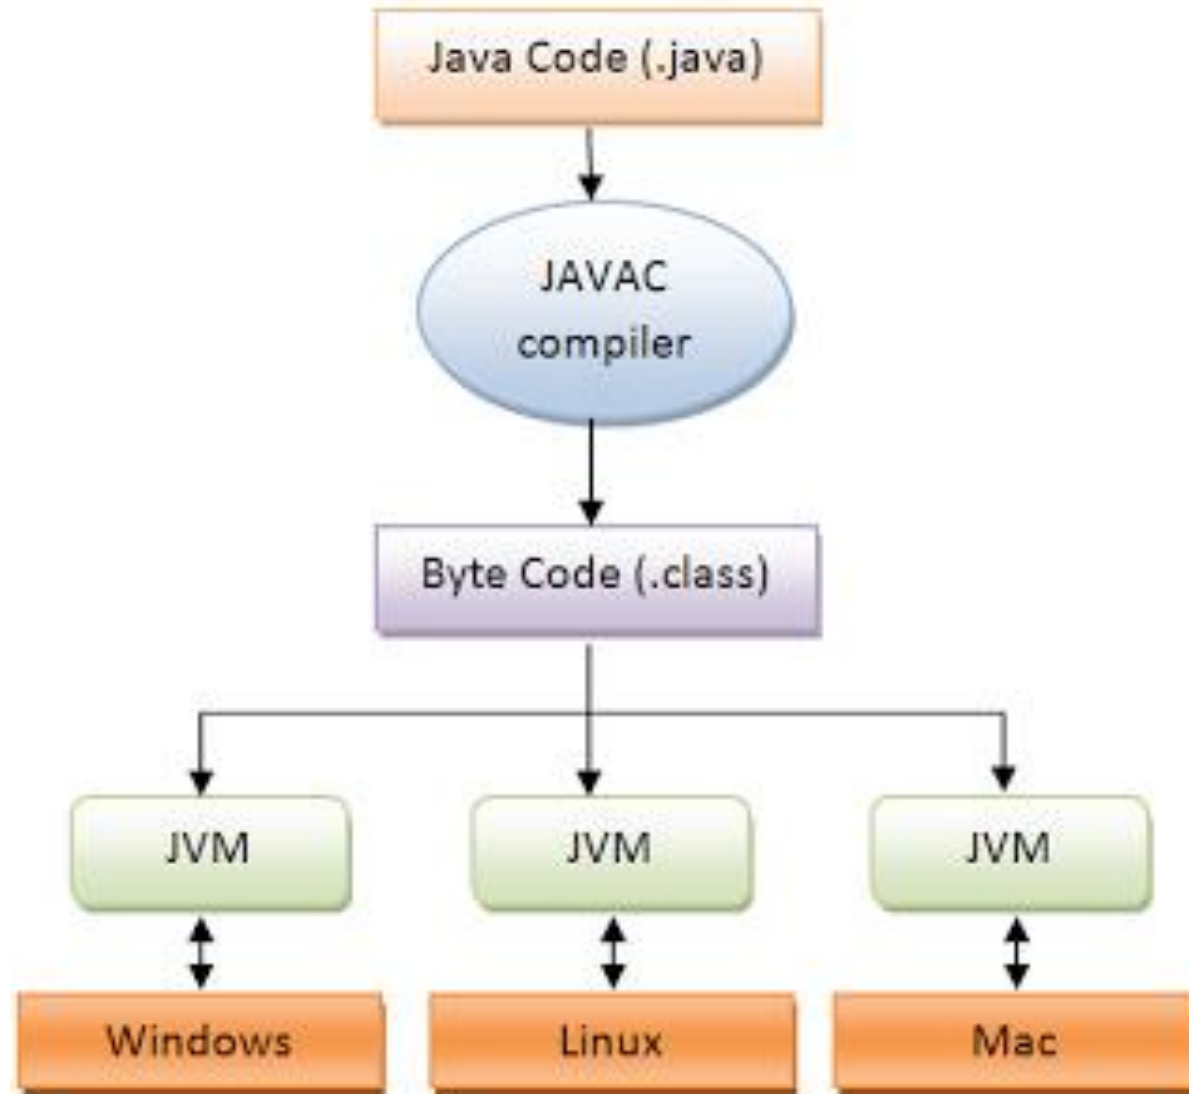 Java Code (.java)
JAVAC
compiler
Byte Code (.class)
JVM
JVM
JVM
Windows
Linux
Mac